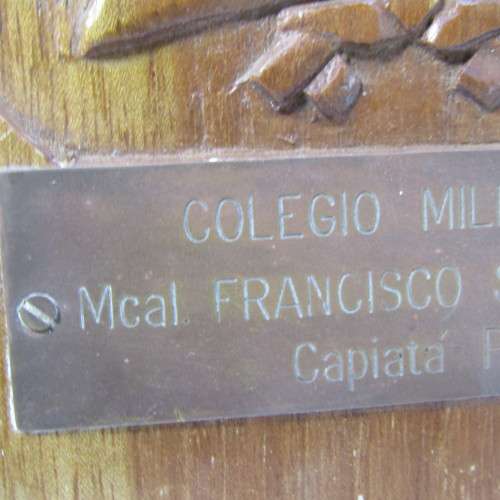 COLEGIO MIL
Mcal. FRANCISCO S
Capiatá P